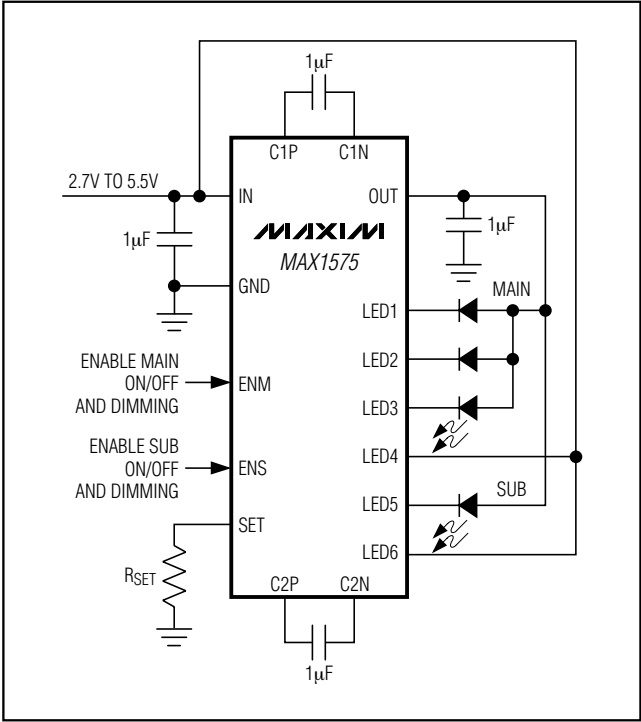 1µF
C1P C1N
2.7V TO 5.5V
IN
OUT
1µF
MAXIM
MAX1575
1µF
GND
MAIN
LED1
ENABLE MAIN
ON/OFF
AND DIMMING
ENM
LED2
LED3
ENABLE SUB
ON/OFF
AND DIMMING
ENS
LED4
SUB
LED5
SET
LED6
RSET
C2P C2N
1µF